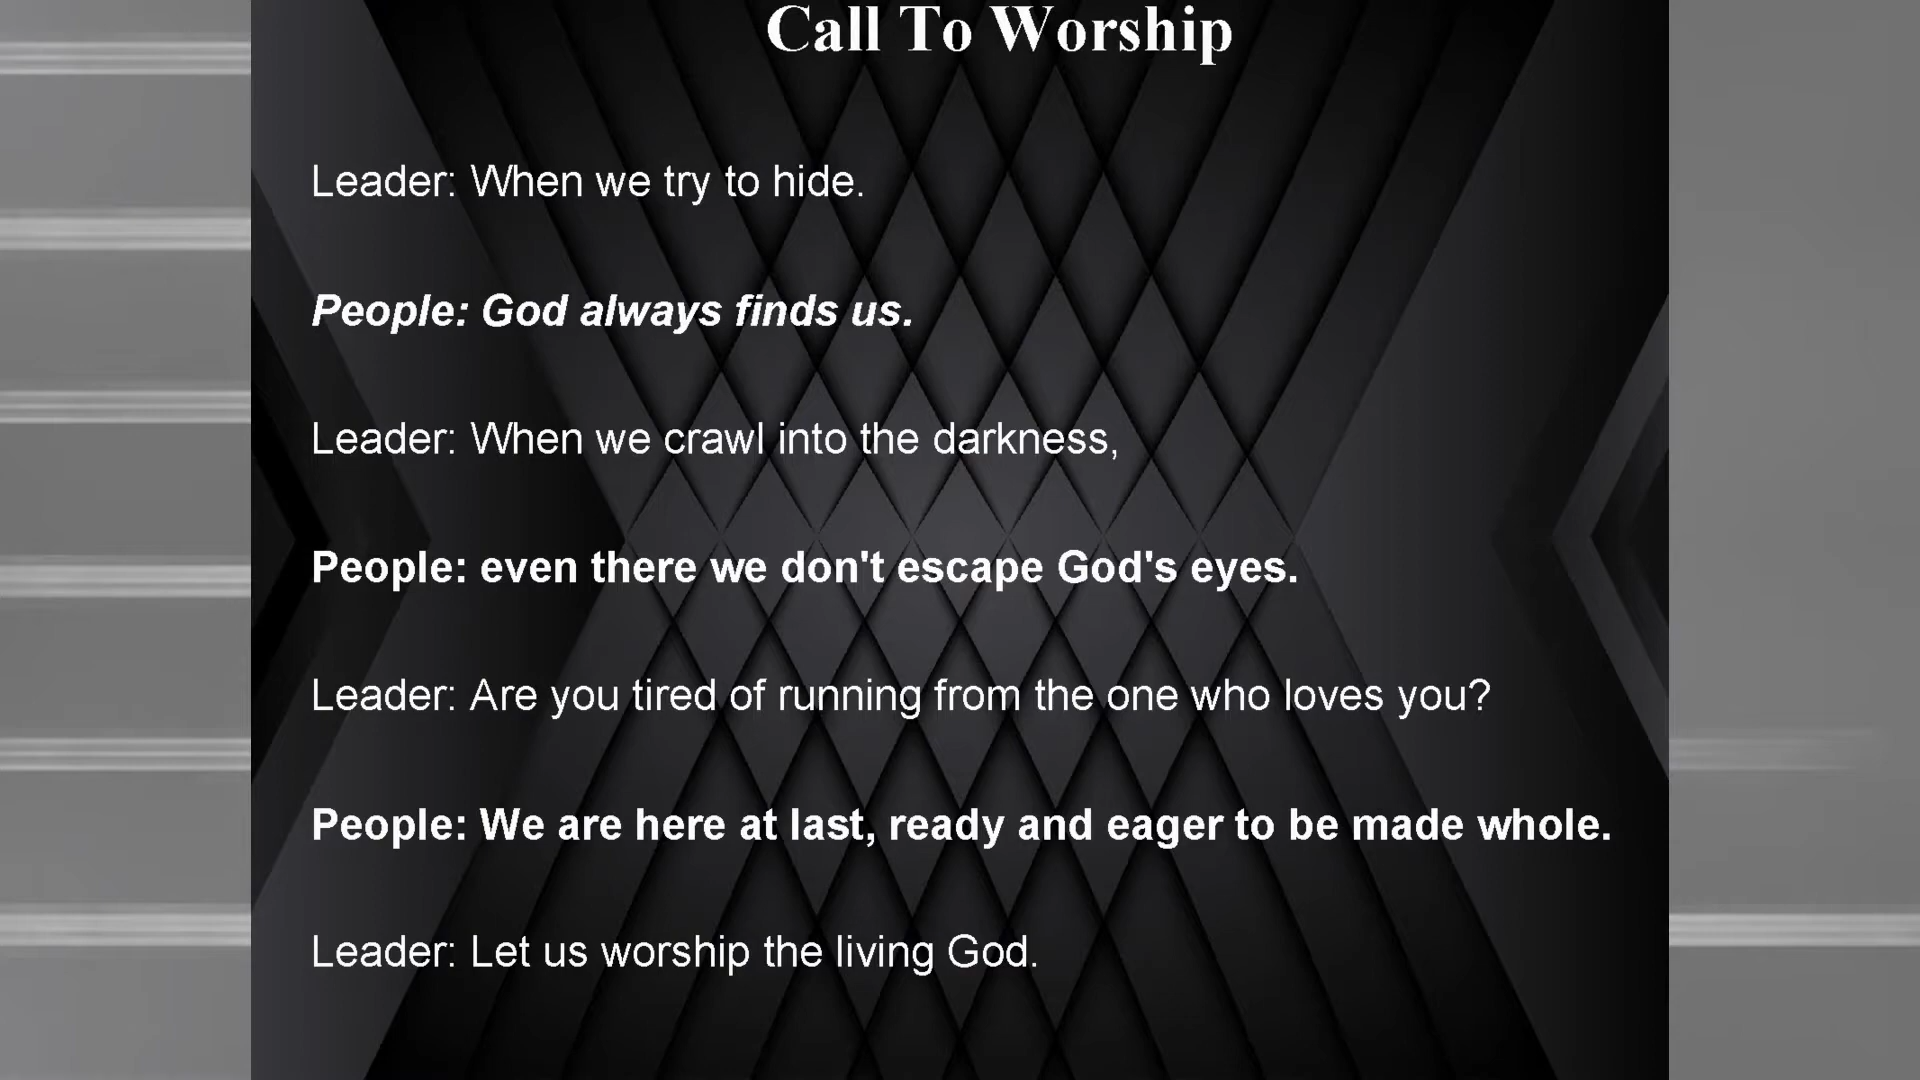 Call To Worship
Leader: When we try to hide.
People: God always finds us.
Leader: When we crawl into the darkness,
People: even there we don't escape God's eyes.
Leader: Are you tired of running from the one who loves you?
People: We are here at last, ready and eager to be made whole.
Leader: Let us worship the living God.